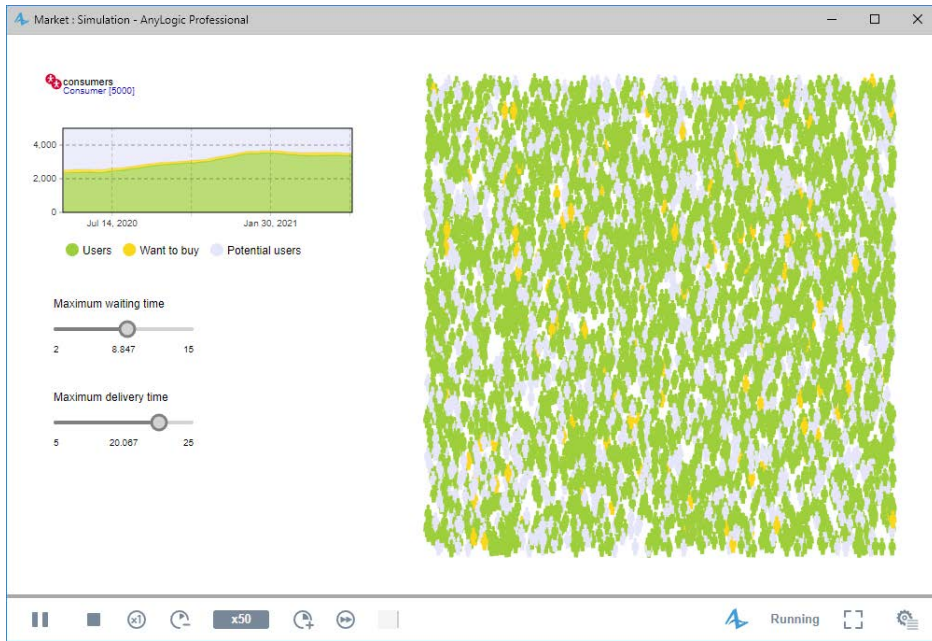 Market : Simulation - AnyLogic Professional
consumers
Consumer [5000]
4,000
2,000
0
Jul 14, 2020 Jan 30, 2021
Users Want to buy Potential users
Maximum waiting time
2 8.847 15
Maximum delivery time
5 20.067 25
x1 x50 Running